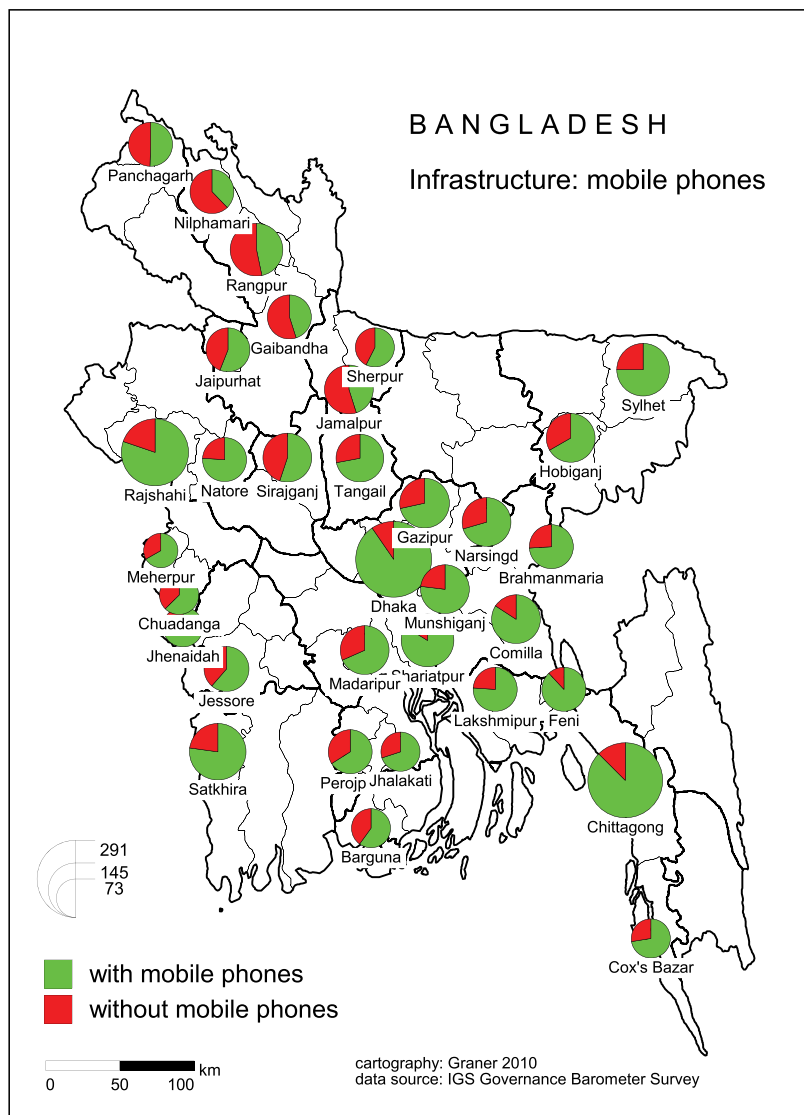 BANGLADESH
Infrastructure: mobile phones
Panchagarh
Nilphamari
Rangpur
Gaibandha
Jaipurhat
Sherpur
Jamalpur
Sylhet
Hobiganj
Rajshahi
Natore
Sirajganj
Tangail
Gazipur
Narsingd
Brahmanmaria
Meherpur
Dhaka
Munshiganj
Chuadanga
Comilla
Jhenaidah
Madaripur
Shariatpur
Jessore
Lakshmipur
Feni
Satkhira
Perojp
Jhalakati
Chittagong
Barguna
Cox's Bazar
291
145
73
with mobile phones
without mobile phones
0 50 100 km
cartography: Graner 2010
data source: IGS Governance Barometer Survey